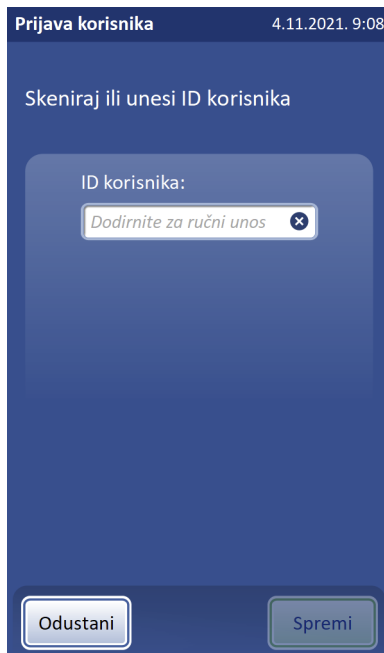 Prijava korisnika 4.11.2021. 9:08
Skeniraj ili unesi ID korisnika
ID korisnika:
Dodirnite za ručni unos
Odustani Spremi